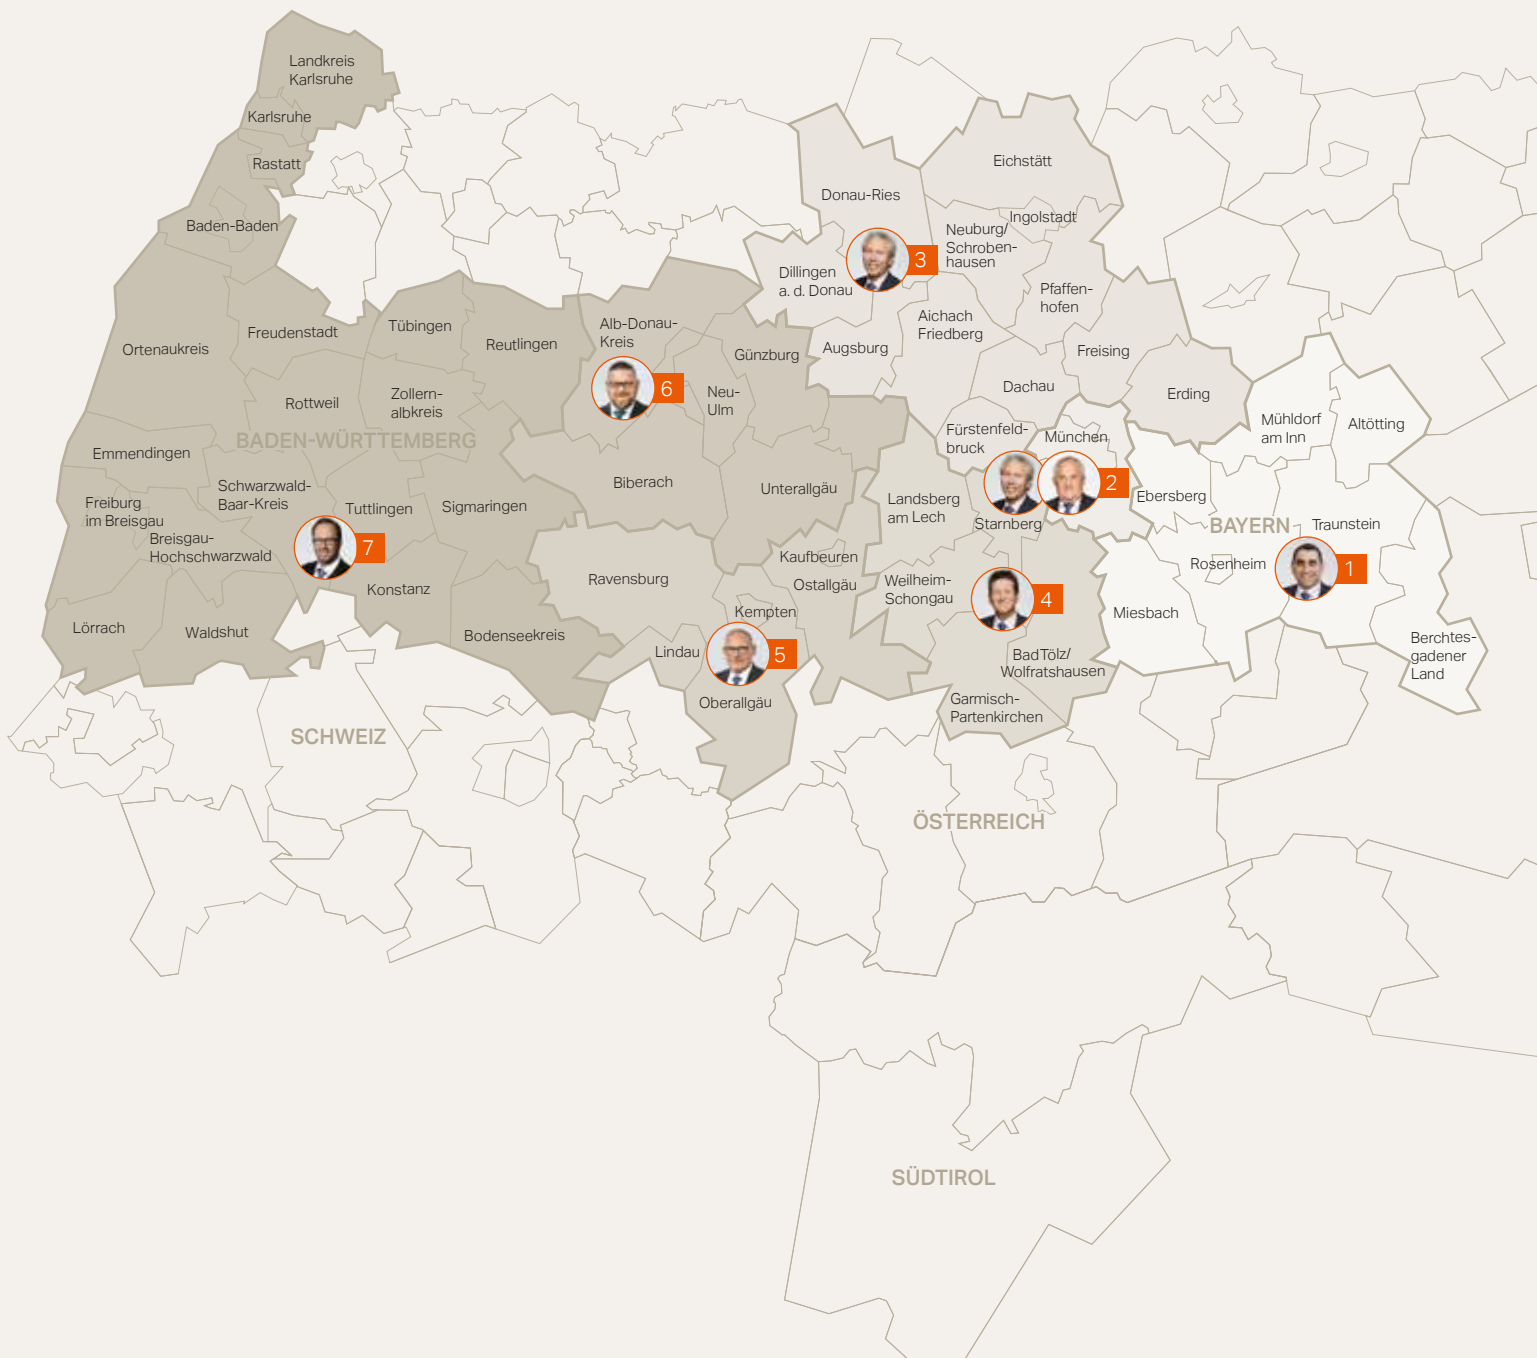 Landkreis
Karlsruhe
Karlsruhe
Rastatt
Baden-Baden
Eichstätt
Donau-Ries
Ingolstadt
Neuburg/
Schroben-
hausen
3
Dillingen
a. d. Donau
Pfaffen-
hofen
Aichach
Friedberg
Freudenstadt
Tübingen
Alb-Donau-
Kreis
Ortenaukreis
Reutlingen
Günzburg
Augsburg
Freising
6
Dachau
Erding
Rottweil
Zollern-
albkreis
Neu-
Ulm
Mühldorf
am Inn
Altötting
BADEN-WÜRTTEMBERG
Fürstenfeld-
bruck
München
Emmendingen
Schwarzwald-
Baar-Kreis
Biberach
Unterallgäu
2
Ebersberg
Freiburg
im Breisgau
Tuttlingen
Sigmaringen
Landsberg
am Lech
Starnberg
BAYERN
Traunstein
Breisgau-
Hochschwarzwald
7
Kaufbeuren
Rosenheim
1
Konstanz
Ravensburg
Ostallgäu
Weilheim-
Schongau
4
Miesbach
Kempten
Lörrach
Waldshut
Bodenseekreis
Lindau
5
Bad Tölz/
Wolfratshausen
Berchtes-
gadener
Land
Oberallgäu
Garmisch-
Partenkirchen
SCHWEIZ
ÖSTERREICH
SÜDTIROL